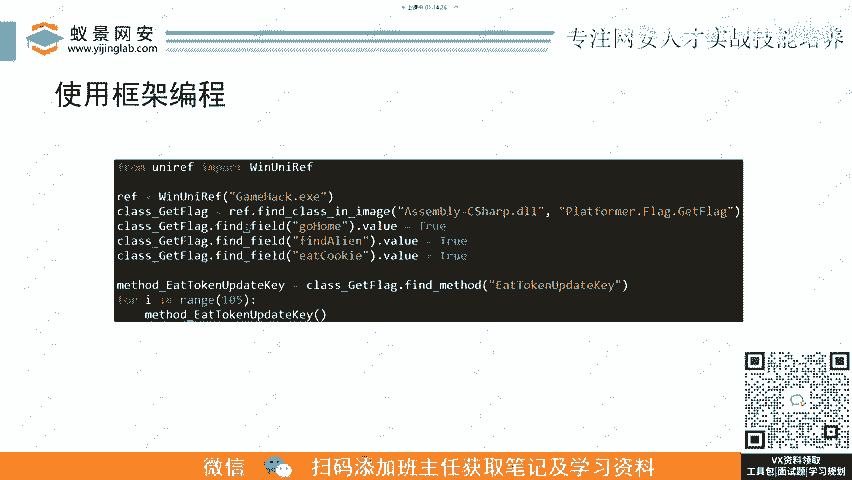 蚁景网安
www.yijinglab.com
专注网安人才实战技能培养
使用框架编程
from uniref import WinUniRef
ref = WinUniRef("GameHack.exe")
class_GetFlag = ref.find_class_in_image("Assembly-CSharp.dll", "Platformer.Flag.GetFlag")
class_GetFlag.find_field("goHome").value = True
class_GetFlag.find_field("findAlien").value = True
class_GetFlag.find_field("eatCookie").value = True
method_EatTokenUpdateKey = class_GetFlag.find_method("EatTokenUpdateKey")
for i in range(105):
    method_EatTokenUpdateKey()
微信 扫码添加班主任获取笔记及学习资料
VX资料领取
工具包|面试题|学习规划